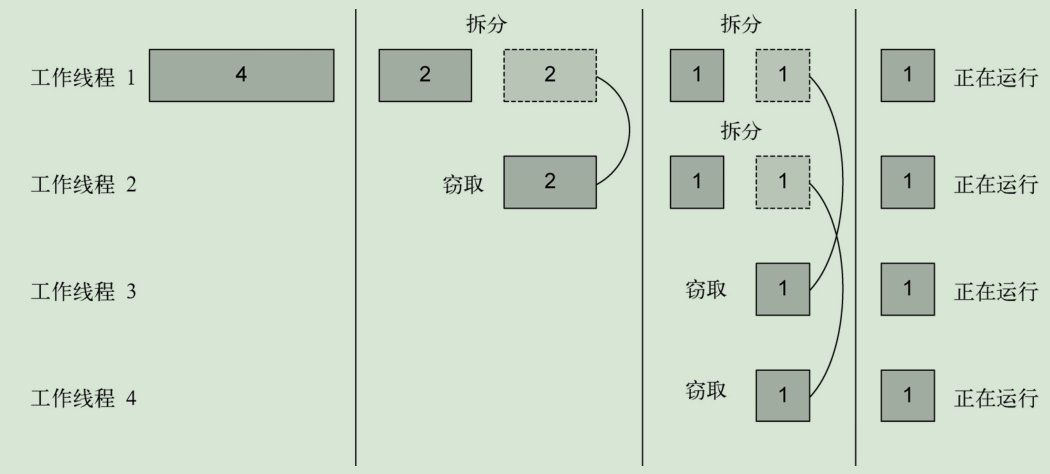 拆分 拆分
工作线程 1 4 2 2 1 1 1 正在运行
拆分
工作线程 2 窃取 2 1 1 1 正在运行
工作线程 3 窃取 1 1 正在运行
工作线程 4 窃取 1 1 正在运行